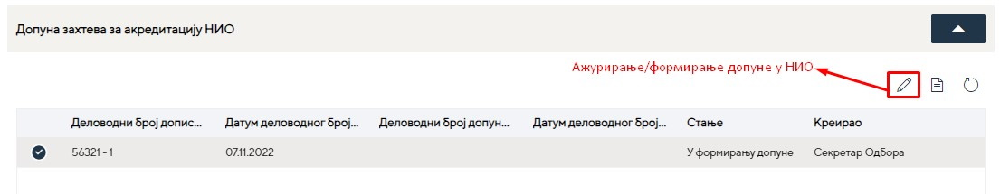 Допуна захтева за акредитацију НИО
Ажурирање/формирање допуне у НИО
Деловодни број допис... Датум деловодног број... Деловодни број допун... Датум деловодног број... Стање Креирао
56321 - 1 07.11.2022 У формирању допуне Секретар Одбора